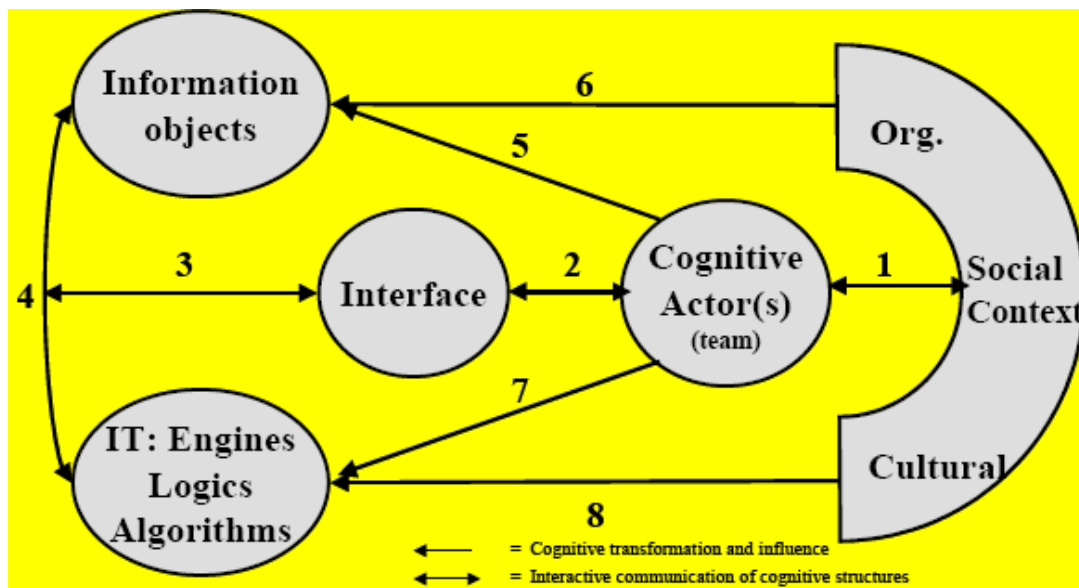 Information
objects
6
Org.
5
3
4
Interface
2
Cognitive
Actor(s)
(team)
1
Social
Context
7
IT: Engines
Logics
Algorithms
8
Cultural
= Cognitive transformation and influence
= Interactive communication of cognitive structures